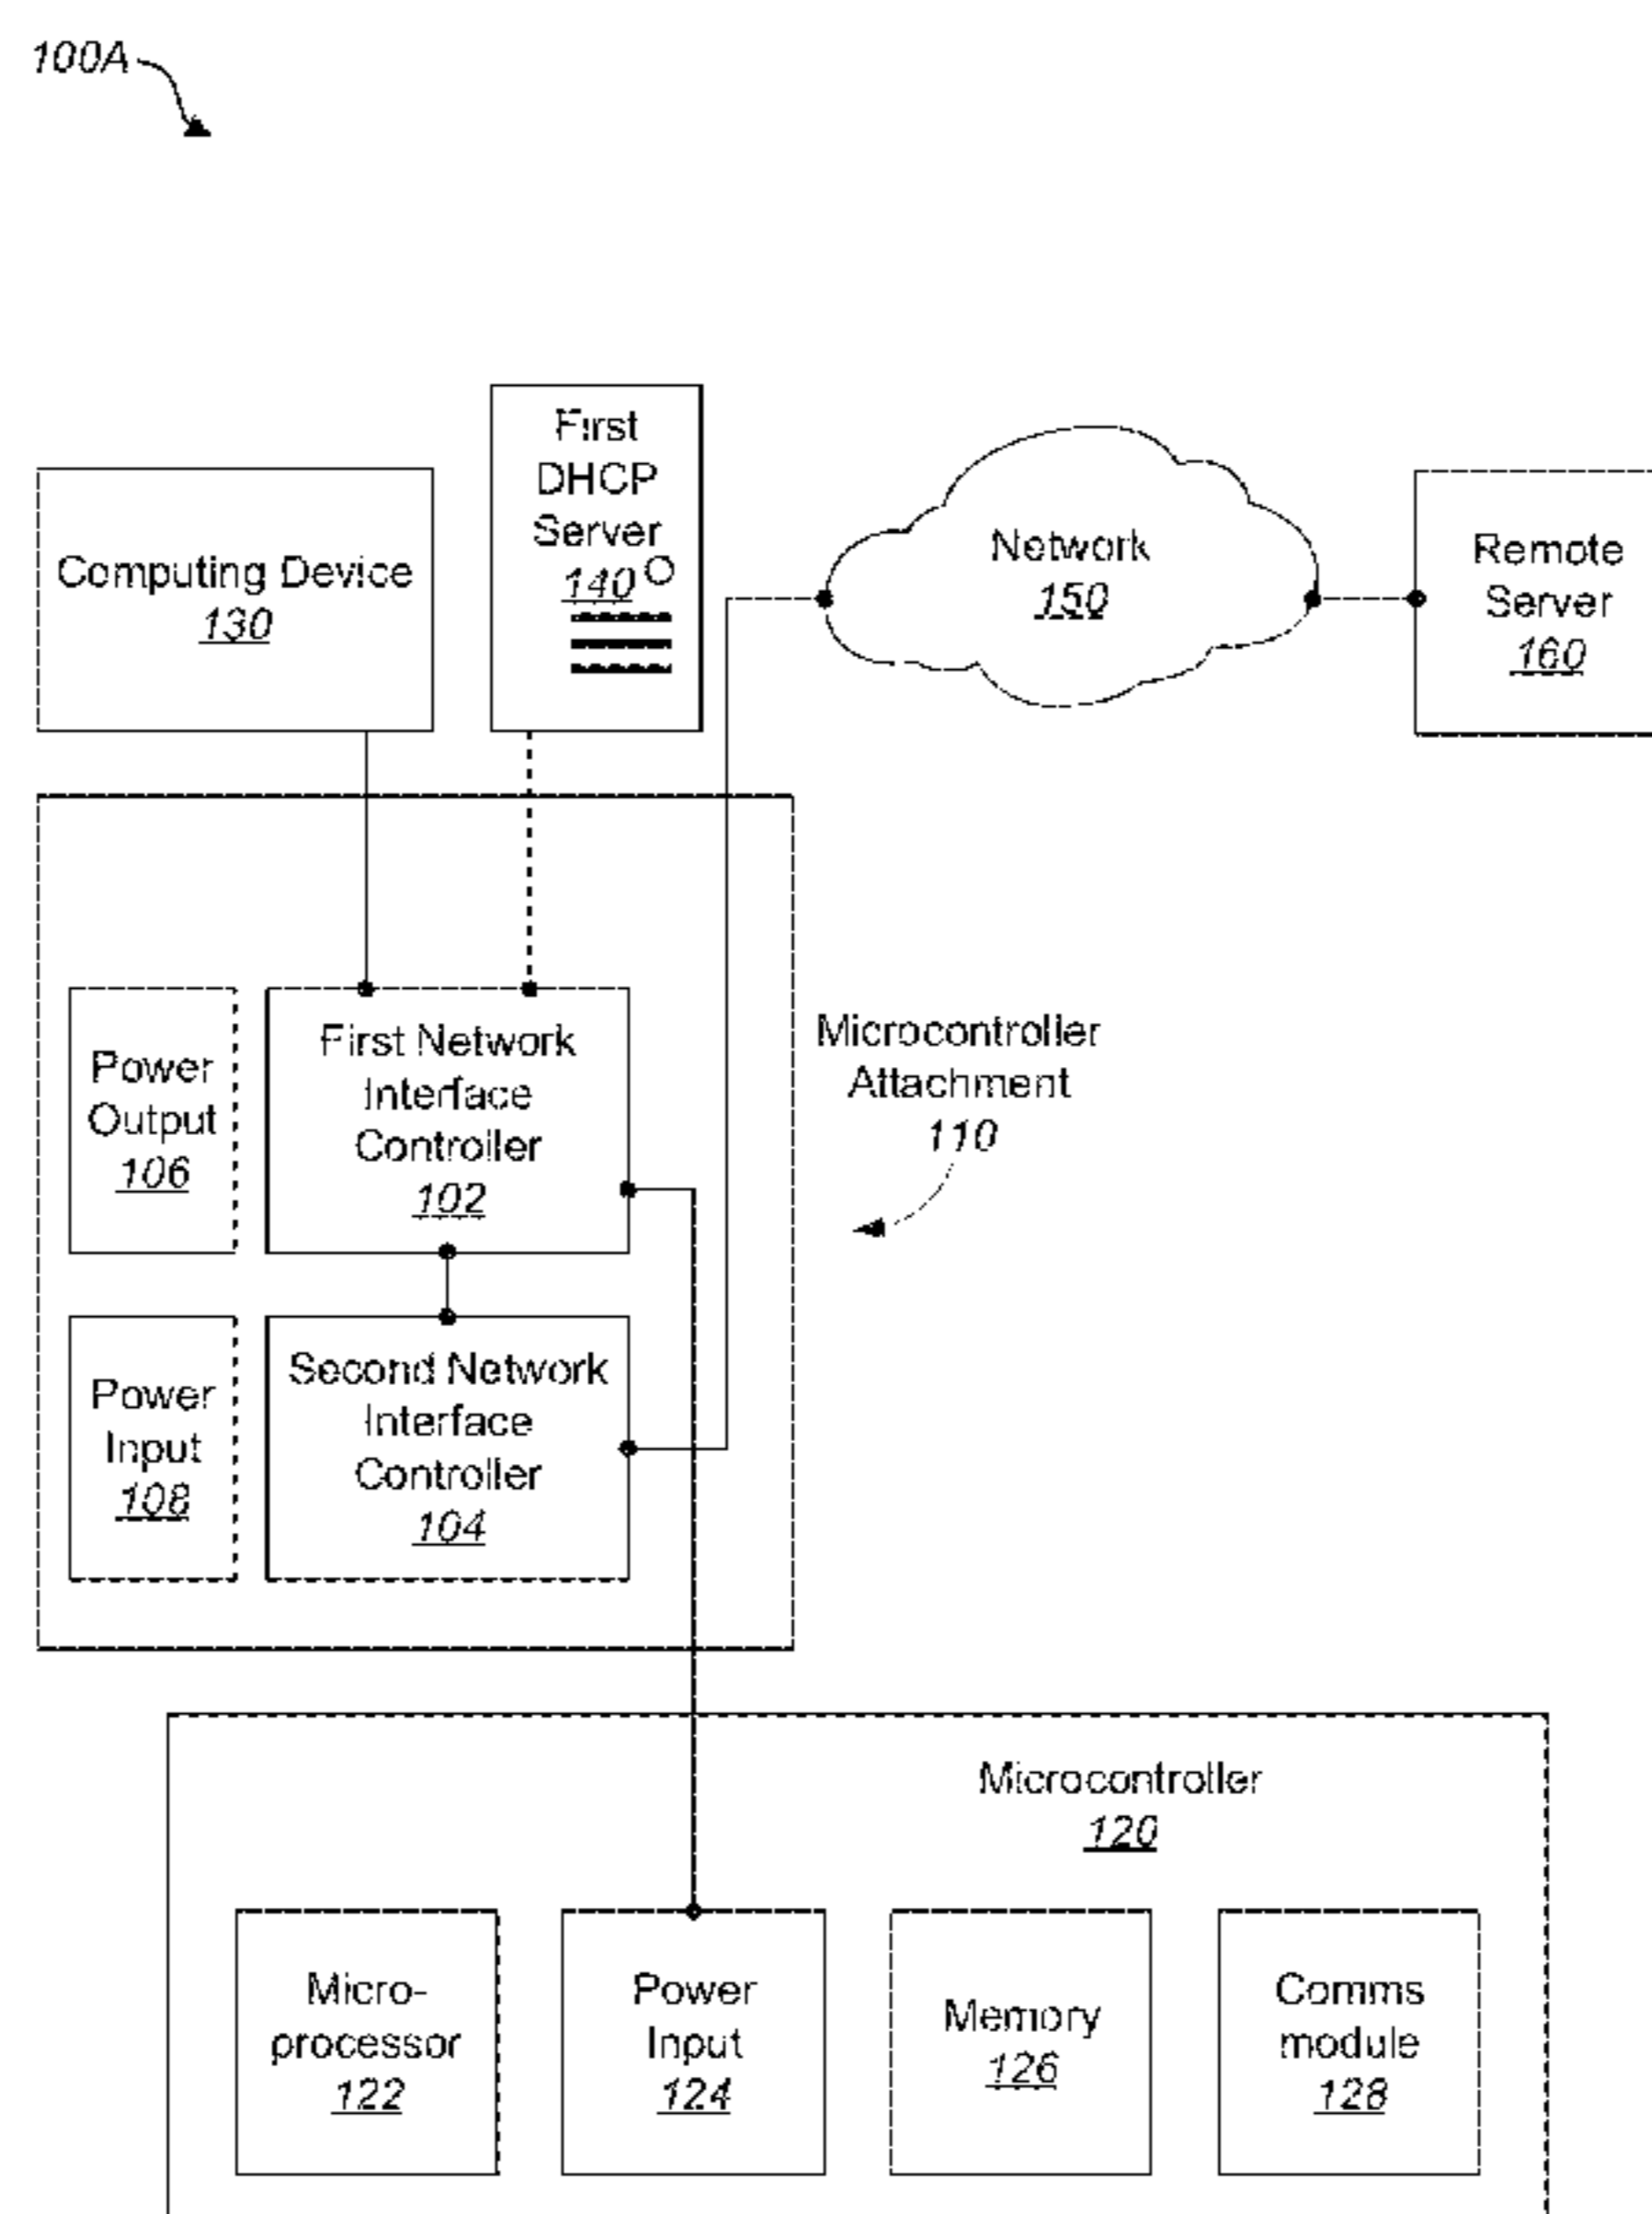 100A
First
DHCP
Server
140
Computing Device
130
Network
150
Remote
Server
160
Power
Output
106
First Network
Interface
Controller
102
Microcontroller
Attachment
110
Power
Input
108
Second Network
Interface
Controller
104
Microcontroller
120
Micro-
processor
122
Power
Input
124
Memory
126
Comms
module
128